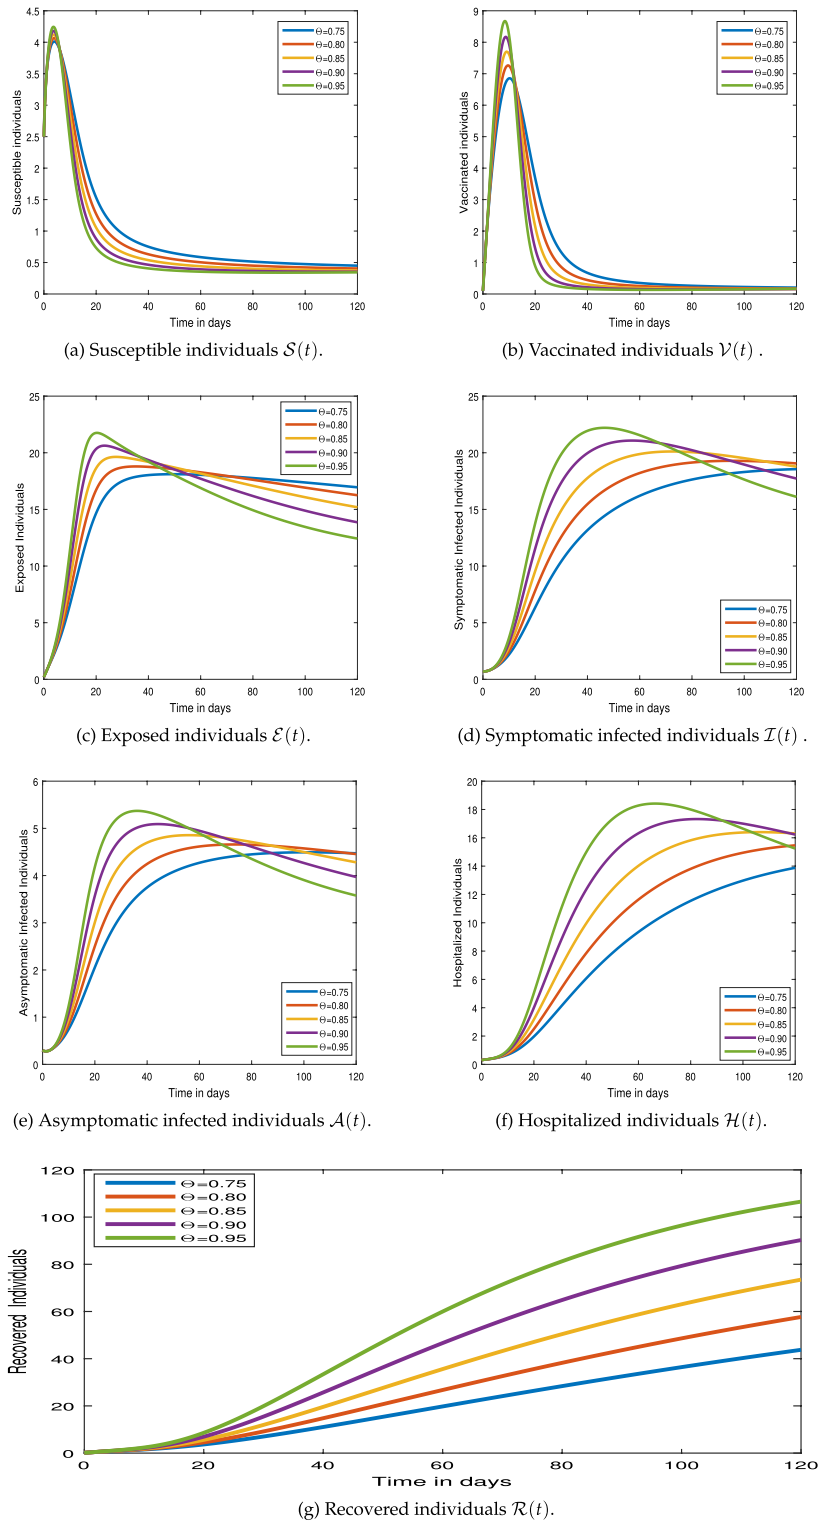 4.5
4
3.5
3
2.5
2
1.5
1
0.5
0
Susceptible individuals
Θ=0.75
Θ=0.80
Θ=0.85
Θ=0.90
Θ=0.95
0 20 40 60 80 100 120
Time in days
(a) Susceptible individuals 𝒮(t).
9
8
7
6
5
4
3
2
1
0
Vaccinated individuals
Θ=0.75
Θ=0.80
Θ=0.85
Θ=0.90
Θ=0.95
0 20 40 60 80 100 120
Time in days
(b) Vaccinated individuals 𝒱(t) .
25
20
15
10
5
0
Exposed Individuals
Θ=0.75
Θ=0.80
Θ=0.85
Θ=0.90
Θ=0.95
0 20 40 60 80 100 120
Time in days
(c) Exposed individuals ℰ(t).
25
20
15
10
5
0
Symptomatic Infected Individuals
Θ=0.75
Θ=0.80
Θ=0.85
Θ=0.90
Θ=0.95
0 20 40 60 80 100 120
Time in days
(d) Symptomatic infected individuals ℐ(t) .
6
5
4
3
2
1
0
Asymptomatic Infected Individuals
Θ=0.75
Θ=0.80
Θ=0.85
Θ=0.90
Θ=0.95
0 20 40 60 80 100 120
Time in days
(e) Asymptomatic infected individuals 𝒜(t).
20
18
16
14
12
10
8
6
4
2
0
Hospitalized Individuals
Θ=0.75
Θ=0.80
Θ=0.85
Θ=0.90
Θ=0.95
0 20 40 60 80 100 120
Time in days
(f) Hospitalized individuals ℋ(t).
120
100
80
60
40
20
0
Recovered Individuals
Θ=0.75
Θ=0.80
Θ=0.85
Θ=0.90
Θ=0.95
0 20 40 60 80 100 120
Time in days
(g) Recovered individuals ℛ(t).